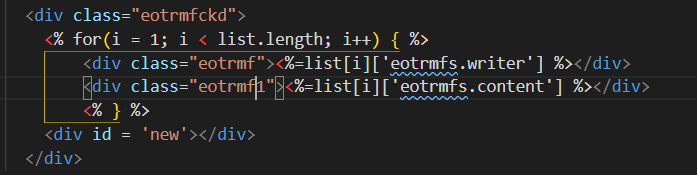 <div class="eotrmfckd">
<% for(i = 1; i < list.length; i++) { %>
<div class="eotrmf"><%=list[i]['eotrmfs.writer'] %></div>
<div class="eotrmf1"><%=list[i]['eotrmfs.content'] %></div>
<% } %>
<div id = 'new'></div>
</div>